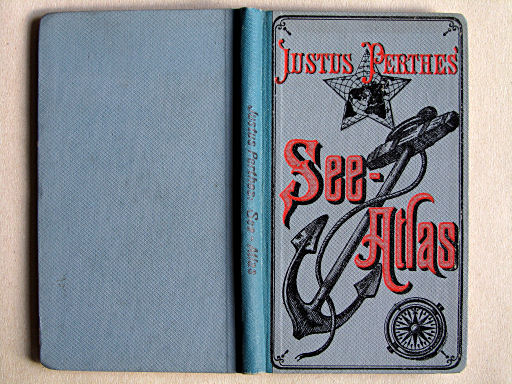 JUSTUS PERTHES'
See-
Atlas
Justus Perthes See-Atlas